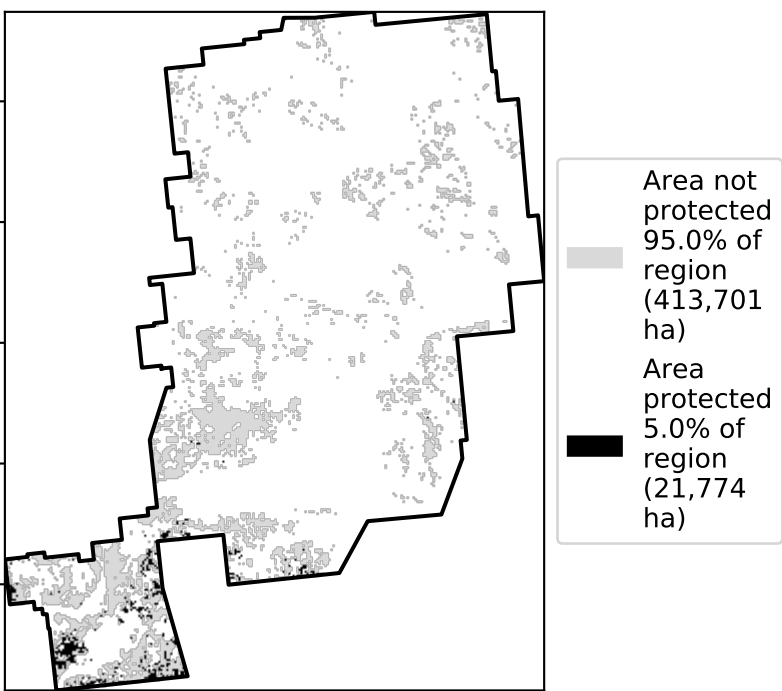 Area not
protected
95.0% of
region
(413,701
ha)
Area
protected
5.0% of
region
(21,774
ha)